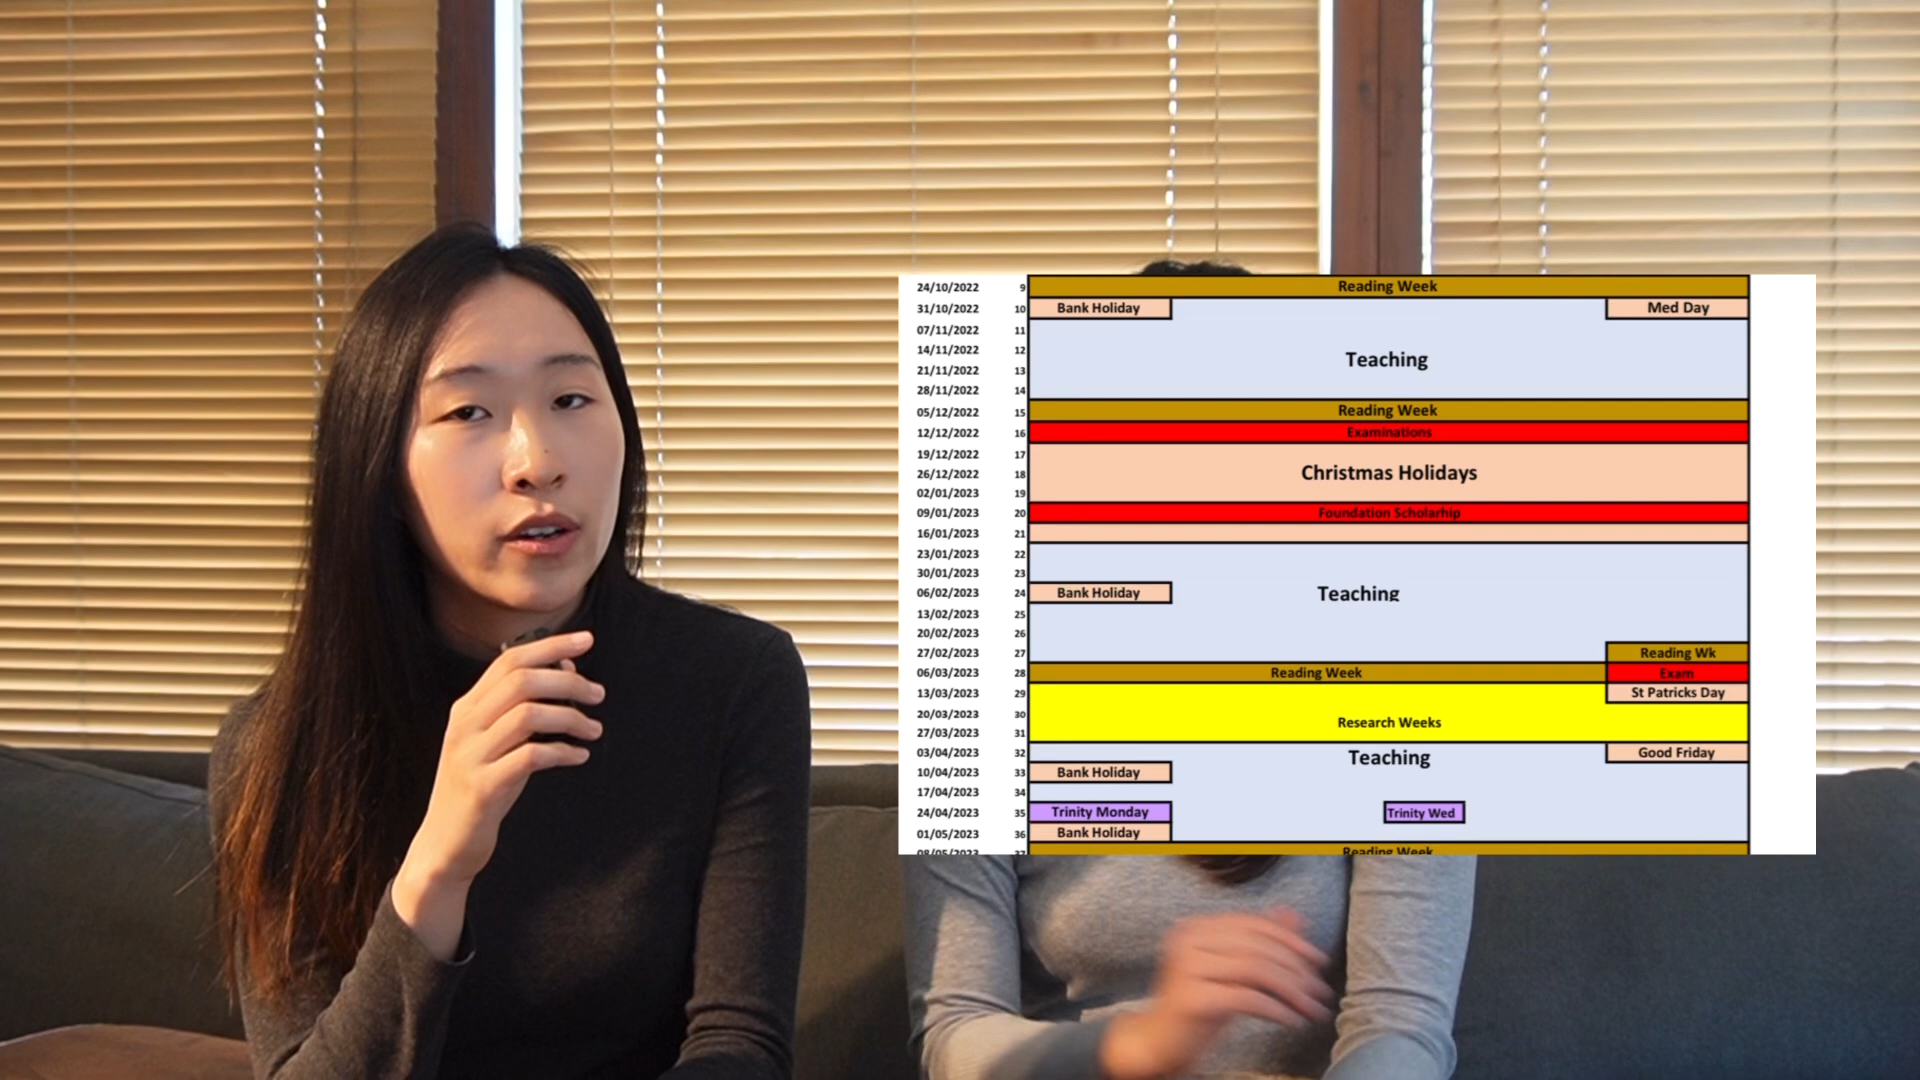 24/10/2022 9 Reading Week
31/10/2022 10 Bank Holiday Med Day
07/11/2022 11
14/11/2022 12 Teaching
21/11/2022 13
28/11/2022 14
05/12/2022 15 Reading Week
12/12/2022 16 Examinations
19/12/2022 17
26/12/2022 18 Christmas Holidays
02/01/2023 19
09/01/2023 20 Foundation Scholarhip
16/01/2023 21
23/01/2023 22
30/01/2023 23
06/02/2023 24 Bank Holiday Teaching
13/02/2023 25
20/02/2023 26
27/02/2023 27 Reading Wk
06/03/2023 28 Reading Week Exam
13/03/2023 29 St Patricks Day
20/03/2023 30 Research Weeks
27/03/2023 31
03/04/2023 32 Teaching Good Friday
10/04/2023 33 Bank Holiday
17/04/2023 34
24/04/2023 35 Trinity Monday Trinity Wed
01/05/2023 36 Bank Holiday
08/05/2023 37 Reading Week